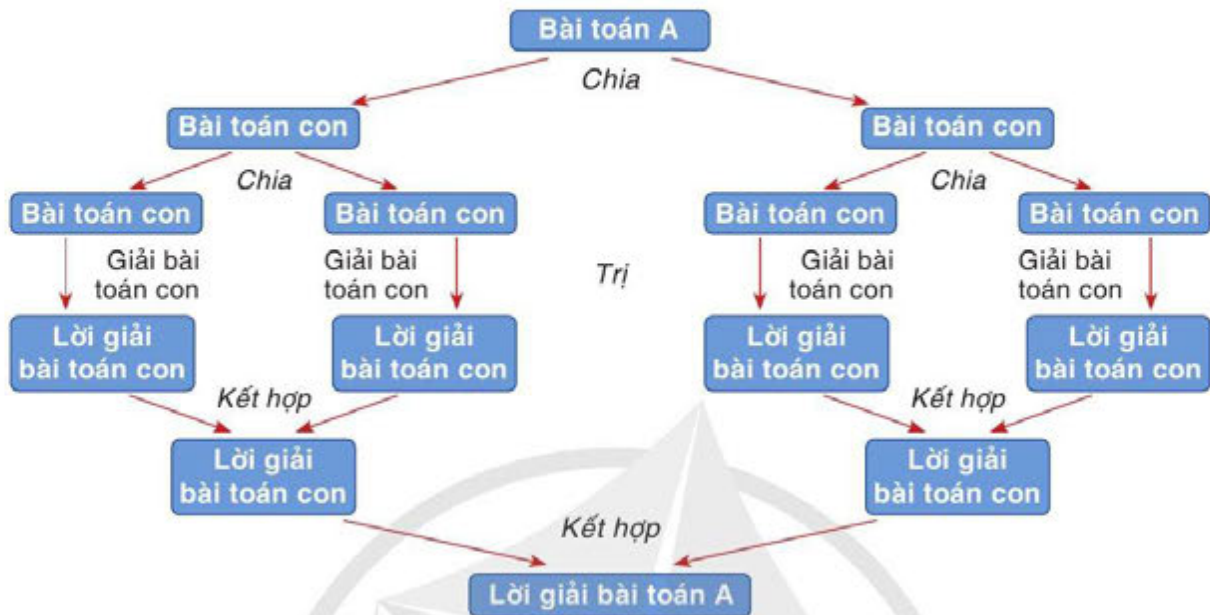 Bài toán A
Chia
Bài toán con
Bài toán con
Chia
Chia
Bài toán con
Bài toán con
Bài toán con
Bài toán con
Giải bài
toán con
Giải bài
toán con
Trị
Giải bài
toán con
Giải bài
toán con
Lời giải
bài toán con
Lời giải
bài toán con
Lời giải
bài toán con
Lời giải
bài toán con
Kết hợp
Kết hợp
Lời giải
bài toán con
Lời giải
bài toán con
Kết hợp
Lời giải bài toán A